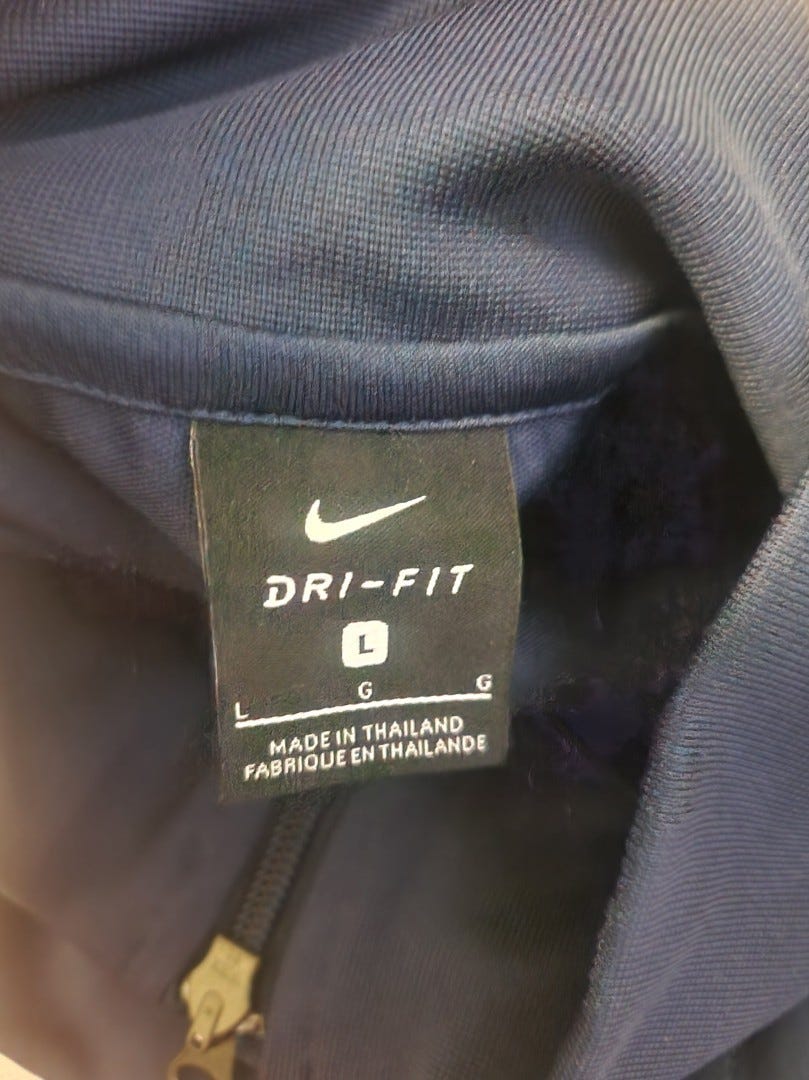 DRI-FIT
L
L G G
MADE IN THAILAND
FABRIQUE EN THAILANDE